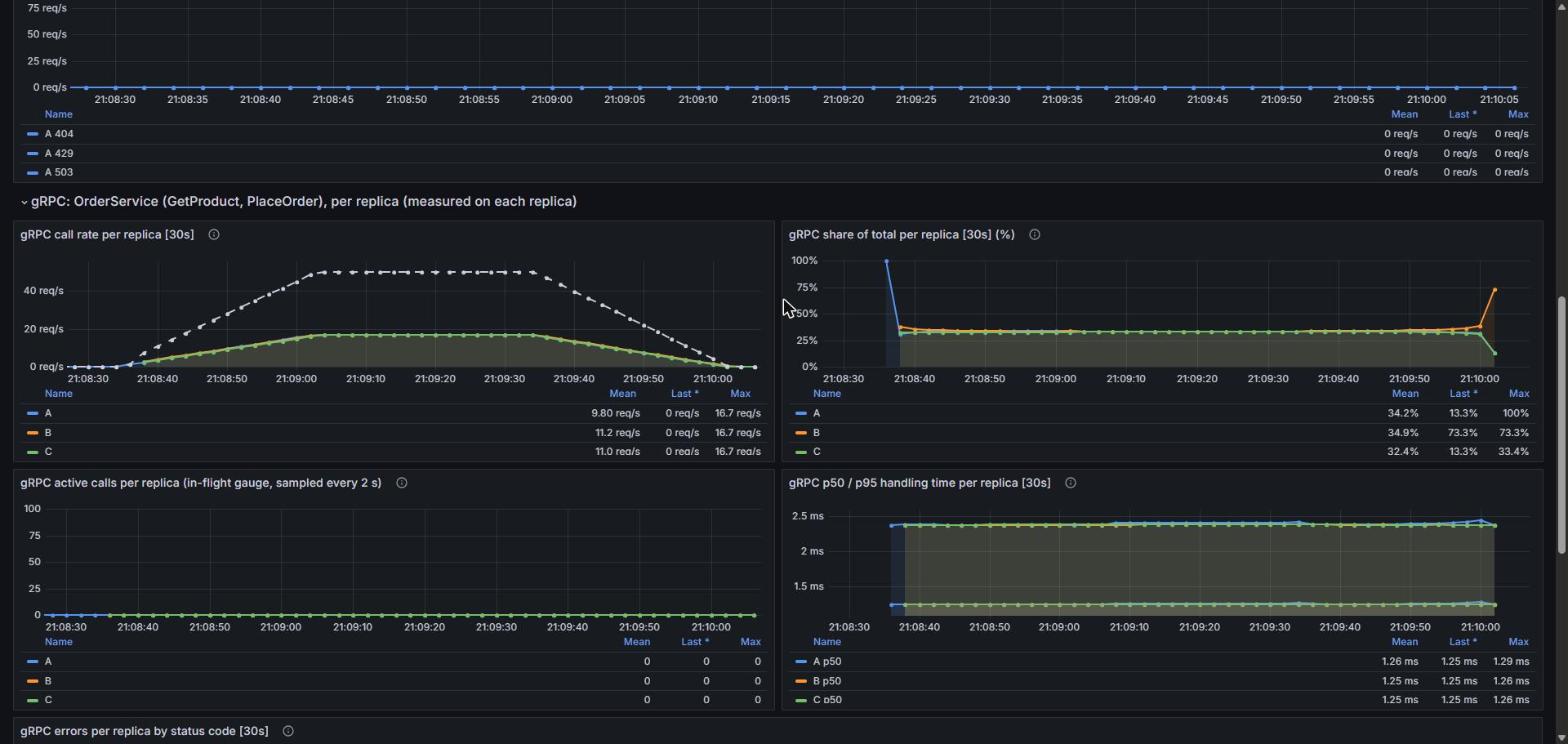 75 req/s
50 req/s
25 req/s
0 req/s
21:08:30 21:08:35 21:08:40 21:08:45 21:08:50 21:08:55 21:09:00 21:09:05 21:09:10 21:09:15 21:09:20 21:09:25 21:09:30 21:09:35 21:09:40 21:09:45 21:09:50 21:09:55 21:10:00 21:10:05
Name Mean Last * Max
A 404 0 req/s 0 req/s 0 req/s
A 429 0 req/s 0 req/s 0 req/s
A 503 0 req/s 0 req/s 0 req/s
gRPC: OrderService (GetProduct, PlaceOrder), per replica (measured on each replica)
gRPC call rate per replica [30s]
40 req/s
20 req/s
0 req/s
21:08:30 21:08:40 21:08:50 21:09:00 21:09:10 21:09:20 21:09:30 21:09:40 21:09:50 21:10:00
Name Mean Last * Max
A 9.80 req/s 0 req/s 16.7 req/s
B 11.2 req/s 0 req/s 16.7 req/s
C 11.0 req/s 0 req/s 16.7 req/s
gRPC share of total per replica [30s] (%)
100%
75%
50%
25%
0%
21:08:30 21:08:40 21:08:50 21:09:00 21:09:10 21:09:20 21:09:30 21:09:40 21:09:50 21:10:00
Name Mean Last * Max
A 34.2% 13.3% 100%
B 34.9% 73.3% 73.3%
C 32.4% 13.3% 33.4%
gRPC active calls per replica (in-flight gauge, sampled every 2 s)
100
75
50
25
0
21:08:30 21:08:40 21:08:50 21:09:00 21:09:10 21:09:20 21:09:30 21:09:40 21:09:50 21:10:00
Name Mean Last * Max
A 0 0 0
B 0 0 0
C 0 0 0
gRPC p50 / p95 handling time per replica [30s]
2.5 ms
2 ms
1.5 ms
21:08:30 21:08:40 21:08:50 21:09:00 21:09:10 21:09:20 21:09:30 21:09:40 21:09:50 21:10:00
Name Mean Last * Max
A p50 1.26 ms 1.25 ms 1.29 ms
B p50 1.25 ms 1.25 ms 1.26 ms
C p50 1.25 ms 1.25 ms 1.26 ms
gRPC errors per replica by status code [30s]